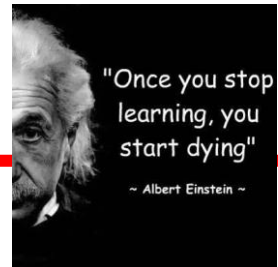 "Once you stop
learning, you
start dying"
~ Albert Einstein ~